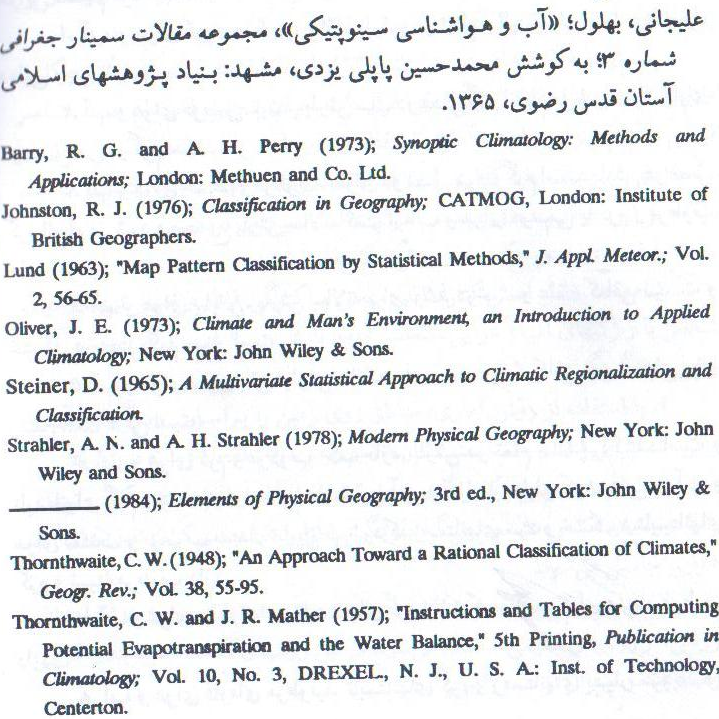 علیجانی، بهلول؛ «آب و هواشناسی سینوپتیکی»، مجموعه مقالات سمینار جغرافی
شماره ۳؛ به کوشش محمدحسین پاپلی یزدی، مشهد: بنیاد پژوهشهای اسلامی
آستان قدس رضوی، ۱۳۶۵.
Barry, R. G. and A. H. Perry (1973); Synoptic Climatology: Methods and
Applications; London: Methuen and Co. Ltd.
Johnston, R. J. (1976); Classification in Geography; CATMOG, London: Institute of
British Geographers.
Lund (1963); "Map Pattern Classification by Statistical Methods," J. Appl. Meteor.; Vol.
2, 56-65.
Oliver, J. E. (1973); Climate and Man's Environment, an Introduction to Applied
Climatology; New York: John Wiley & Sons.
Steiner, D. (1965); A Multivariate Statistical Approach to Climatic Regionalization and
Classification.
Strahler, A. N. and A. H. Strahler (1978); Modern Physical Geography; New York: John
Wiley and Sons.
_________ (1984); Elements of Physical Geography; 3rd ed., New York: John Wiley &
Sons.
Thornthwaite, C. W. (1948); "An Approach Toward a Rational Classification of Climates,"
Geogr. Rev.; Vol. 38, 55-95.
Thornthwaite, C. W. and J. R. Mather (1957); "Instructions and Tables for Computing
Potential Evapotranspiration and the Water Balance," 5th Printing, Publication in
Climatology; Vol. 10, No. 3, DREXEL, N. J., U. S. A.: Inst. of Technology,
Centerton.